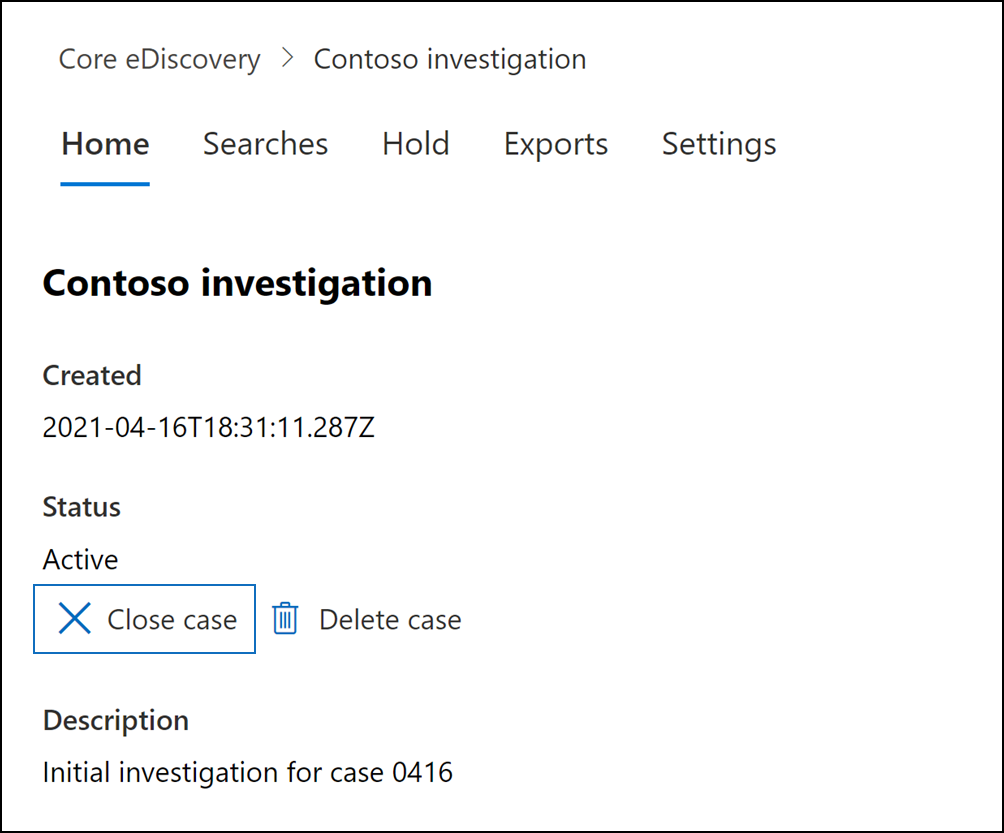 Core eDiscovery > Contoso investigation
Home Searches Hold Exports Settings
Contoso investigation
Created
2021-04-16T18:31:11.287Z
Status
Active
Close case Delete case
Description
Initial investigation for case 0416